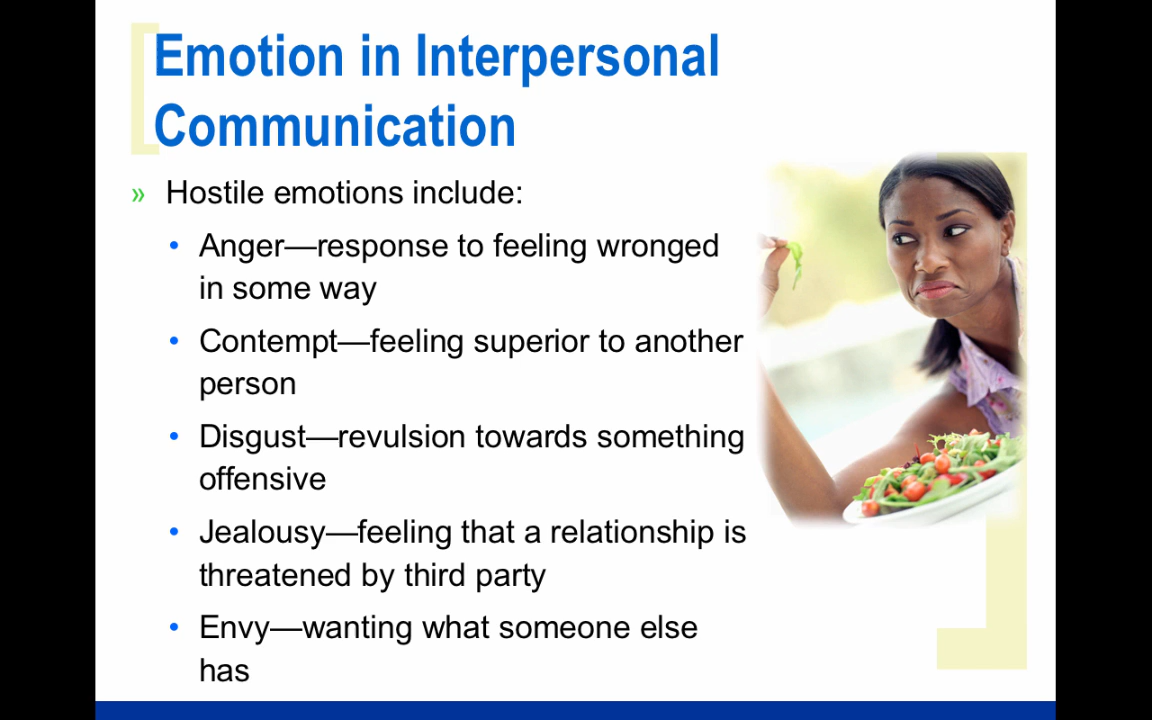 Emotion in Interpersonal
Communication
» Hostile emotions include:
• Anger—response to feeling wronged
in some way
• Contempt—feeling superior to another
person
• Disgust—revulsion towards something
offensive
• Jealousy—feeling that a relationship is
threatened by third party
• Envy—wanting what someone else
has